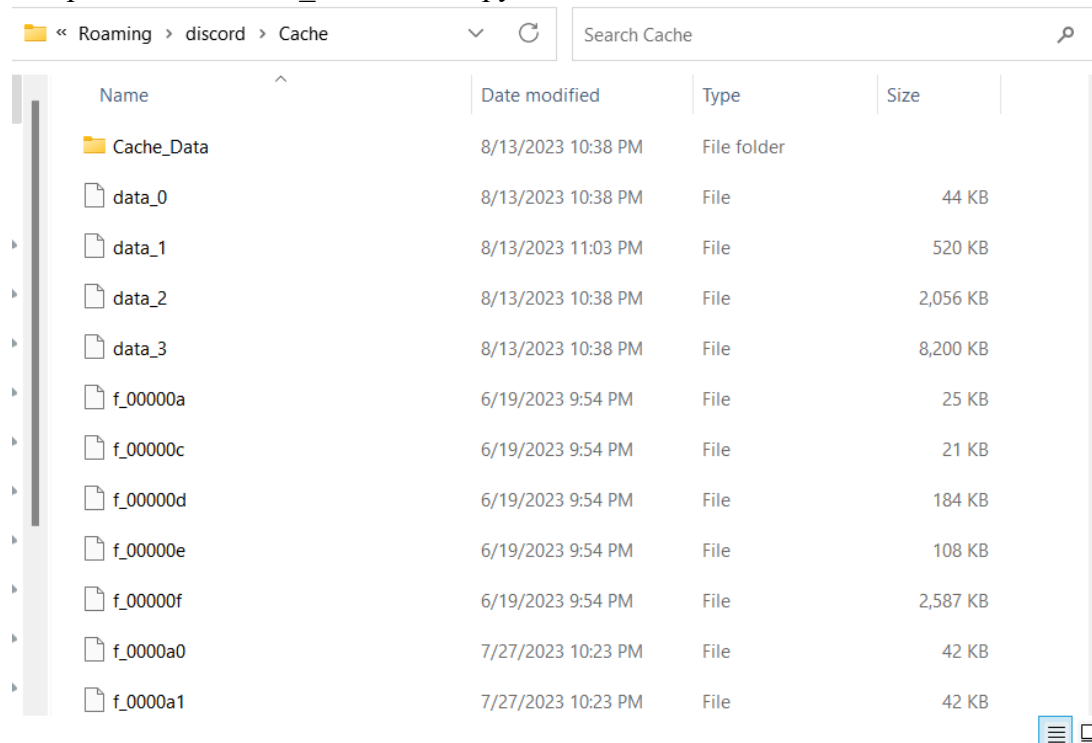 « Roaming > discord > Cache
Search Cache
Name Date modified Type Size
Cache_Data 8/13/2023 10:38 PM File folder
data_0 8/13/2023 10:38 PM File 44 KB
data_1 8/13/2023 11:03 PM File 520 KB
data_2 8/13/2023 10:38 PM File 2,056 KB
data_3 8/13/2023 10:38 PM File 8,200 KB
f_00000a 6/19/2023 9:54 PM File 25 KB
f_00000c 6/19/2023 9:54 PM File 21 KB
f_00000d 6/19/2023 9:54 PM File 184 KB
f_00000e 6/19/2023 9:54 PM File 108 KB
f_00000f 6/19/2023 9:54 PM File 2,587 KB
f_0000a0 7/27/2023 10:23 PM File 42 KB
f_0000a1 7/27/2023 10:23 PM File 42 KB